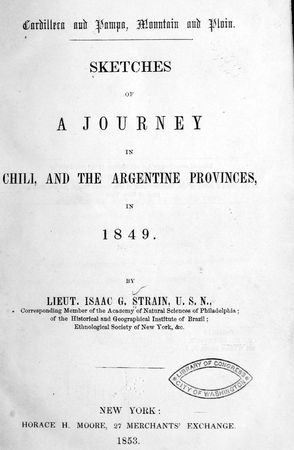 Cordillera and Pampa, Mountain and Plain.
SKETCHES
OF
A JOURNEY
IN
CHILI, AND THE ARGENTINE PROVINCES,
IN
1849.
BY
LIEUT. ISAAC G. STRAIN, U. S. N.,
Corresponding Member of the Academy of Natural Sciences of Philadelphia;
of the Historical and Geographical Institute of Brazil;
Ethnological Society of New York, &c.
LIBRARY OF CONGRESS
CITY OF WASHINGTON
NEW YORK:
HORACE H. MOORE, 27 MERCHANTS' EXCHANGE.
1853.